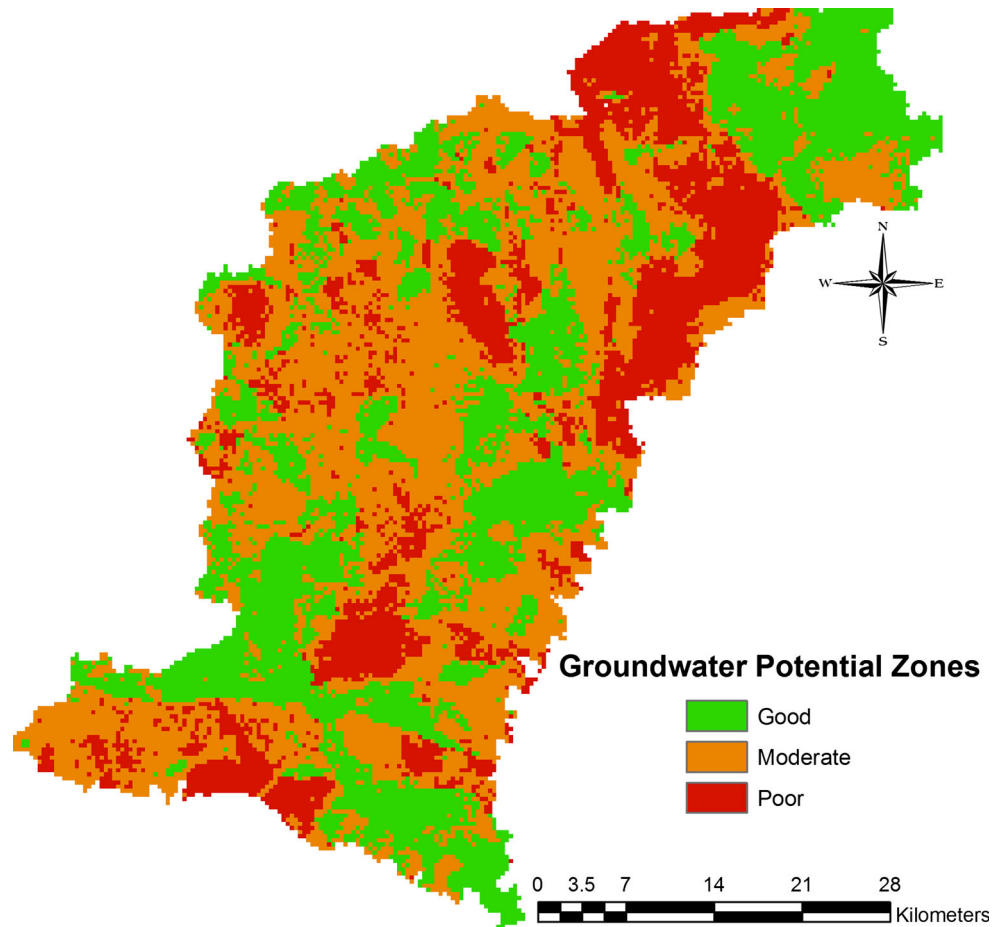 N
W E
S
Groundwater Potential Zones
Good
Moderate
Poor
0 3.5 7 14 21 28
Kilometers